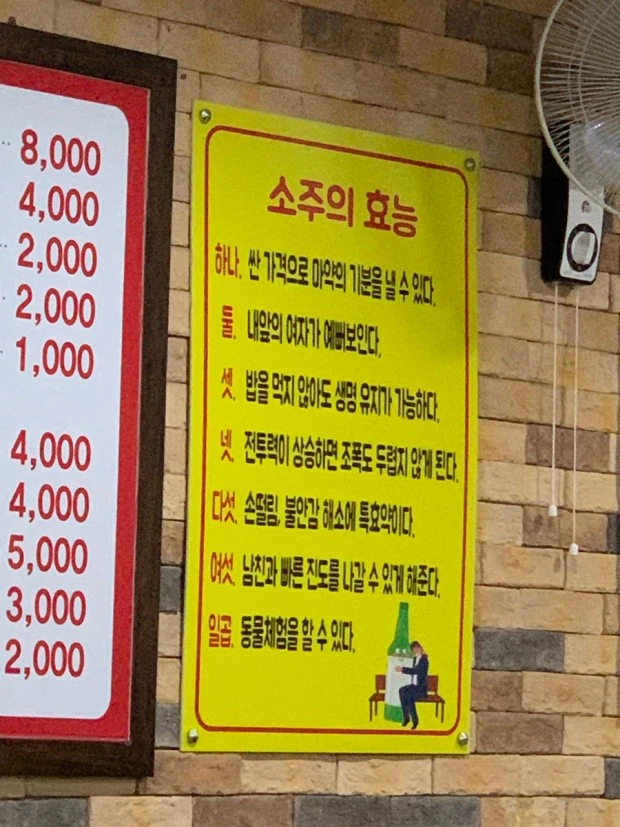 8,000
4,000
2,000
2,000
1,000
4,000
4,000
5,000
3,000
2,000
소주의 효능
하나. 싼 가격으로 마약의 기분을 낼 수 있다.
둘. 내앞의 여자가 예뻐보인다.
셋. 밥을 먹지 않아도 생명 유지가 가능하다.
넷. 전투력이 상승하면 조폭도 두렵지 않게 된다.
다섯. 손떨림, 불안감 해소에 특효약이다.
여섯. 남친과 빠른 진도를 나갈 수 있게 해준다.
일곱. 동물체험을 할 수 있다.